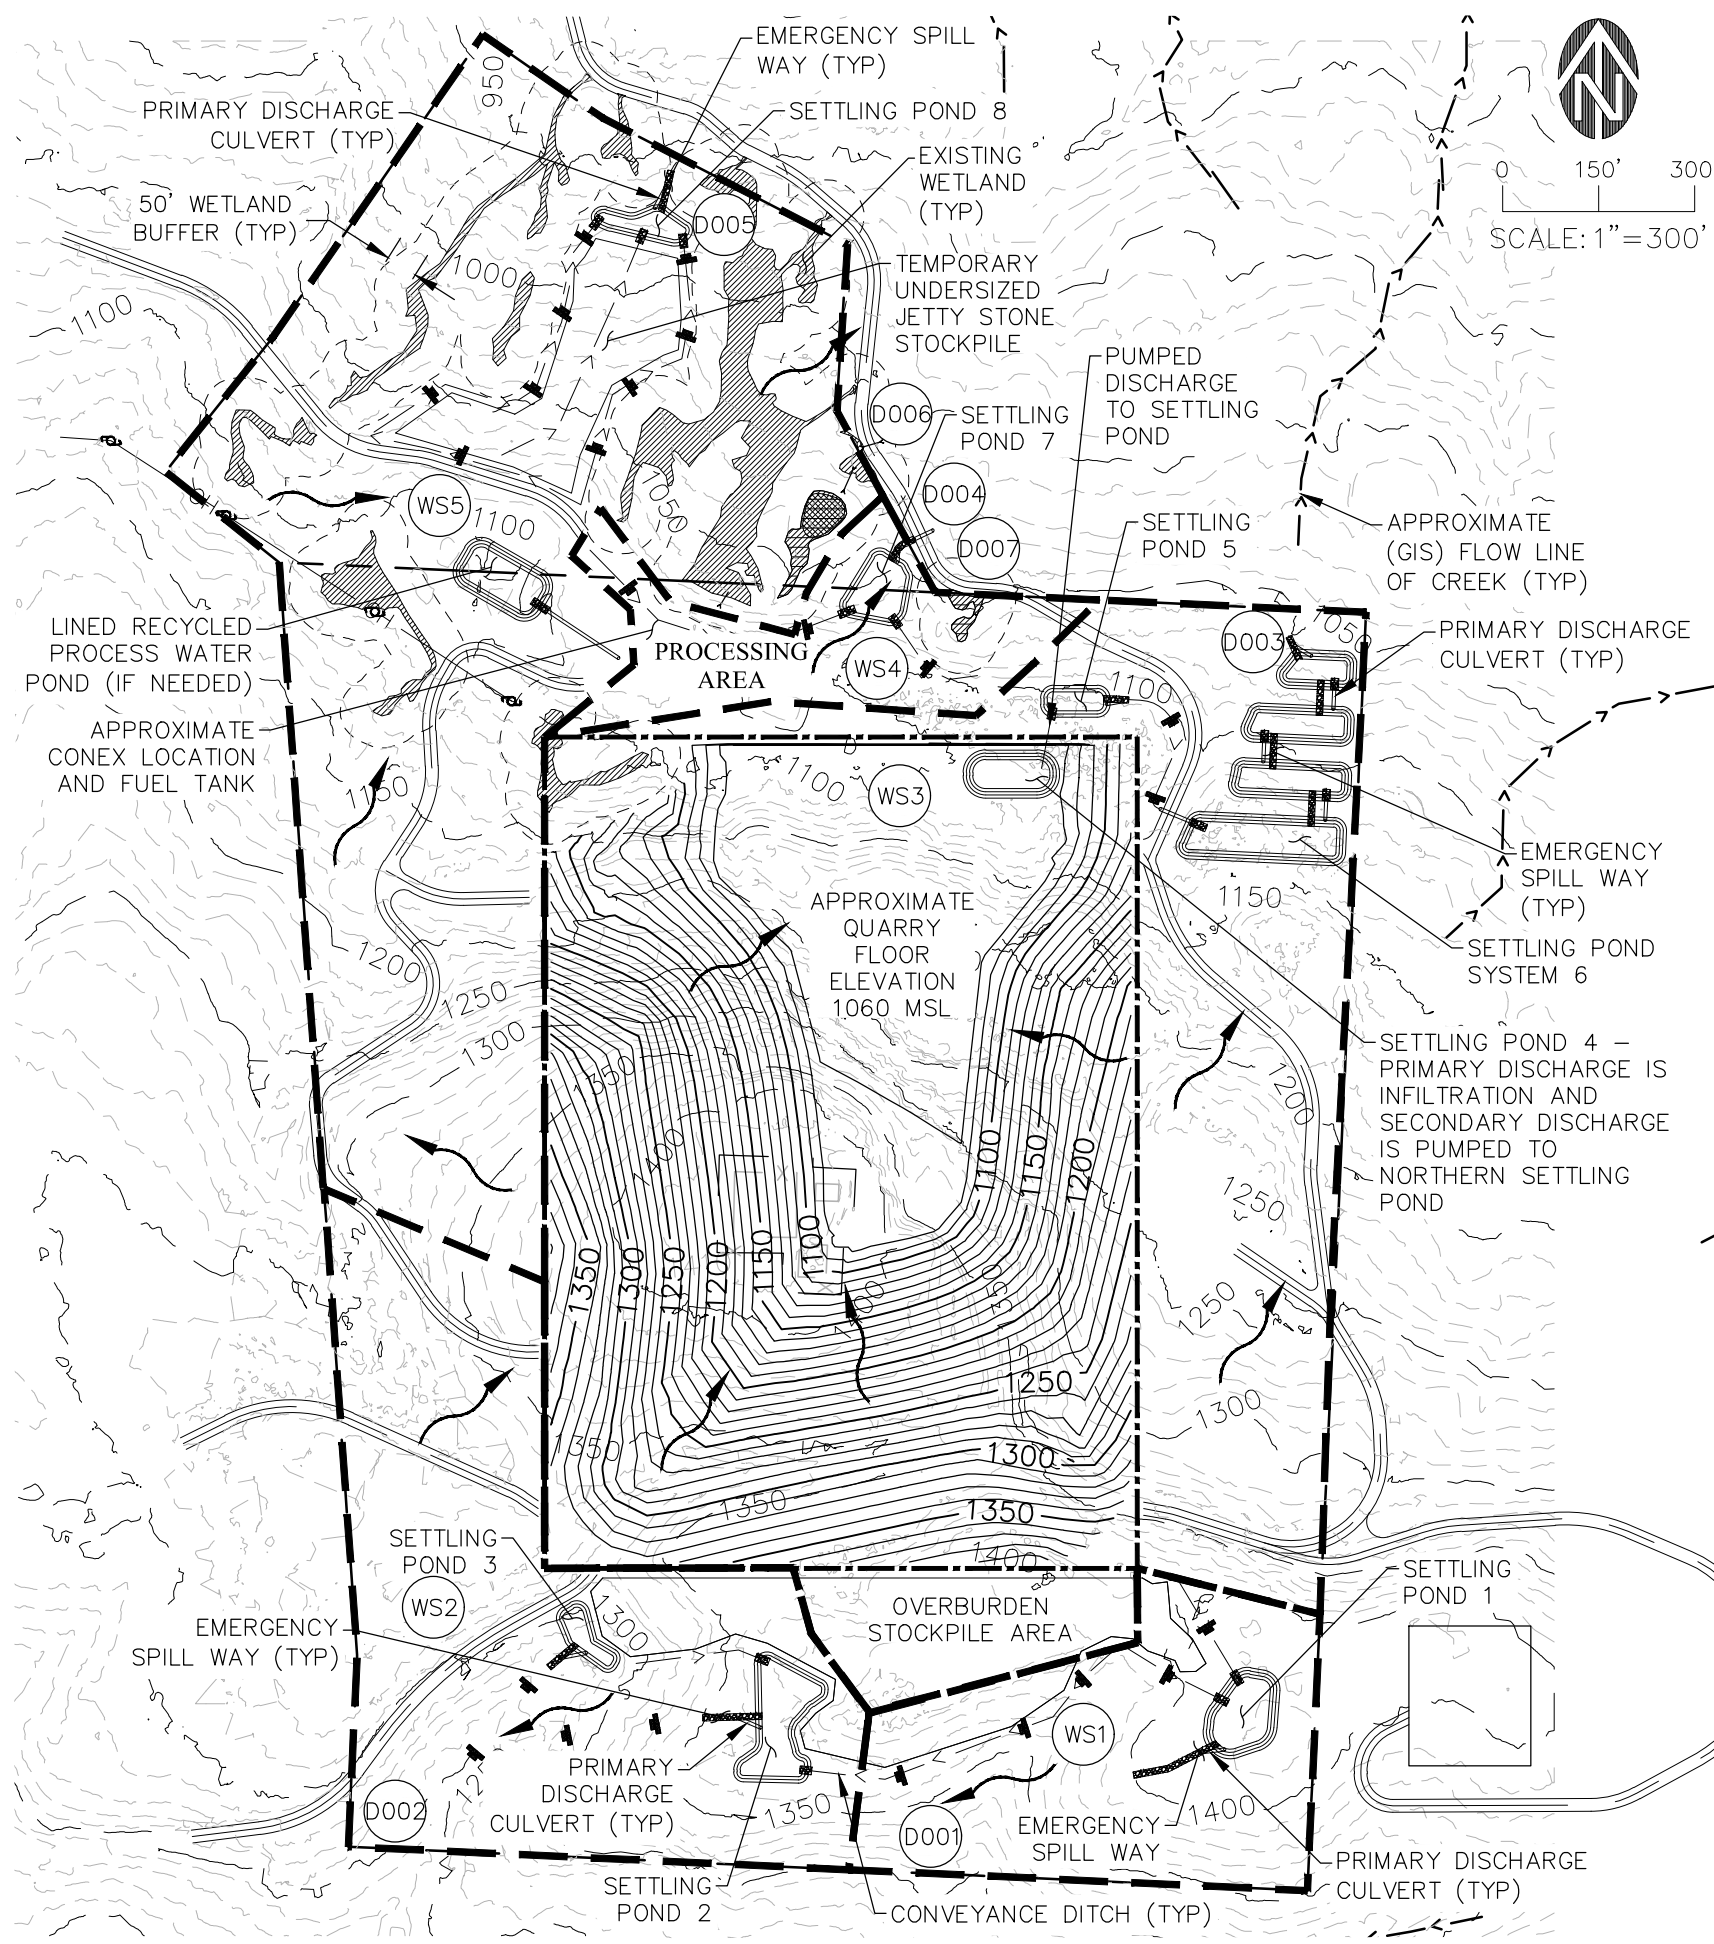 EMERGENCY SPILL
WAY (TYP)
950
PRIMARY DISCHARGE
CULVERT (TYP)
SETTLING POND 8
EXISTING
WETLAND
(TYP)
N
0 150' 300
SCALE: 1"=300'
50' WETLAND
BUFFER (TYP)
D005
1000
TEMPORARY
UNDERSIZED
JETTY STONE
STOCKPILE
1100
PUMPED
DISCHARGE
TO SETTLING
POND
D006
SETTLING
POND 7
D004
WS5
1050
1100
D007
SETTLING
POND 5
APPROXIMATE
(GIS) FLOW LINE
OF CREEK (TYP)
LINED RECYCLED
PROCESS WATER
POND (IF NEEDED)
PROCESSING
AREA
WS4
D003
1050
PRIMARY DISCHARGE
CULVERT (TYP)
1100
APPROXIMATE
CONEX LOCATION
AND FUEL TANK
1150
1100
WS3
EMERGENCY
SPILL WAY
(TYP)
1150
APPROXIMATE
QUARRY
FLOOR
ELEVATION
1060 MSL
SETTLING POND
SYSTEM 6
1200
1250
1300
1350
SETTLING POND 4 –
PRIMARY DISCHARGE IS
INFILTRATION AND
SECONDARY DISCHARGE
IS PUMPED TO
NORTHERN SETTLING
POND
1200
1400
1100
1150
1200
1250
1350
1300
1250
1200
1150
1100
1250
1250
1300
1350
1300
1350
1350
1400
SETTLING
POND 3
WS2
1300
OVERBURDEN
STOCKPILE AREA
SETTLING
POND 1
EMERGENCY
SPILL WAY (TYP)
WS1
PRIMARY
DISCHARGE
CULVERT (TYP)
D002
1350
D001
EMERGENCY
SPILL WAY
1400
PRIMARY DISCHARGE
CULVERT (TYP)
SETTLING
POND 2
CONVEYANCE DITCH (TYP)